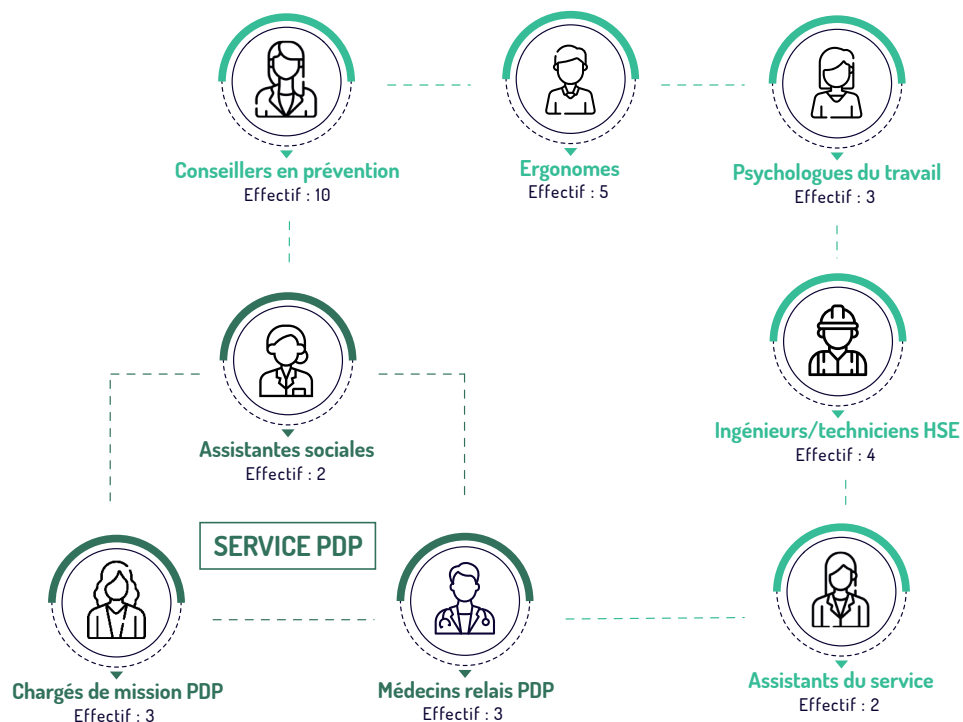 Conseillers en prévention
Effectif : 10
Ergonomes
Effectif : 5
Psychologues du travail
Effectif : 3
Assistantes sociales
Effectif : 2
Ingénieurs/techniciens HSE
Effectif : 4
SERVICE PDP
Chargés de mission PDP
Effectif : 3
Médecins relais PDP
Effectif : 3
Assistants du service
Effectif : 2